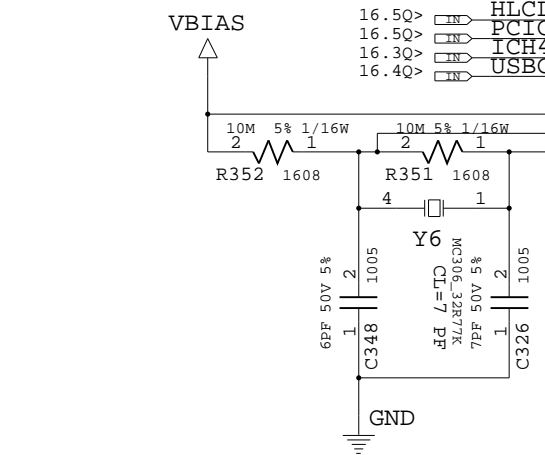 VBIAS
16.5Q> IN HLCL
16.5Q> IN PCIC
16.3Q> IN ICH4
16.4Q> IN USBC
10M 5% 1/16W
2 1
R352 1608
10M 5% 1/16W
2 1
R351 1608
4 1
Y6
MC306_32R77K
CL=7 PF
6PF 50V 5%
2 1005
1 C348
7PF 50V 5%
2 1005
1 C326
GND